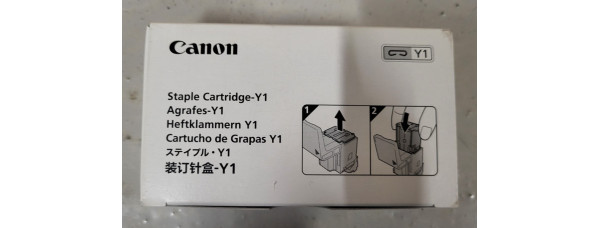 Canon
Y1
Staple Cartridge-Y1
Agrafes-Y1
Heftklammern Y1
Cartucho de Grapas Y1
ステイプル・Y1
装订针盒-Y1
1
2